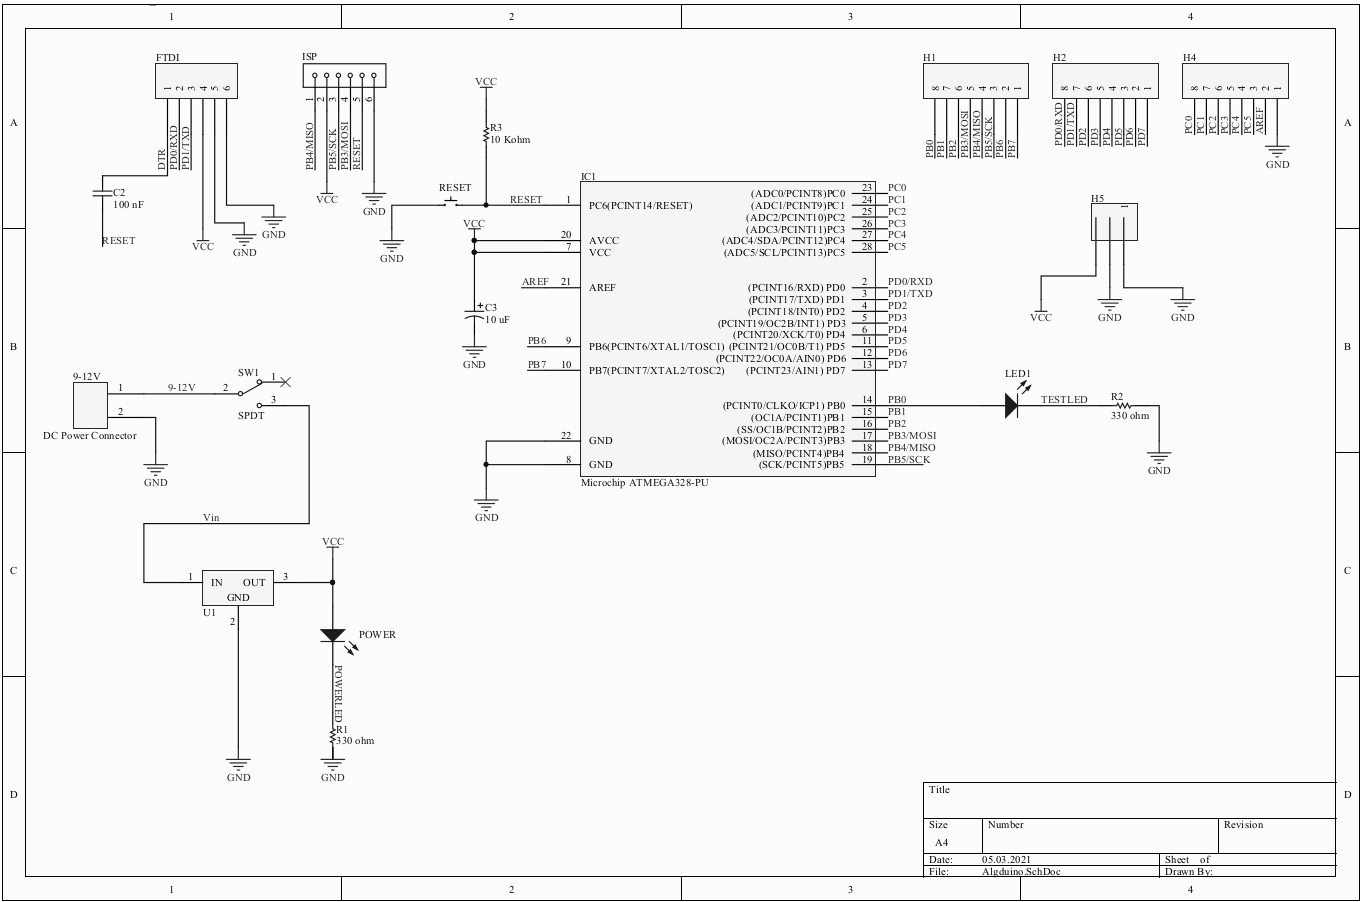 1 2 3 4
A
B
C
D
A
B
C
D
1 2 3 4
FTDI
1 2 3 4 5 6
DTR
PD0/RXD
PD1/TXD
C2
100 nF
RESET
VCC
GND
GND
ISP
1 2 3 4 5 6
PB4/MISO
PB5/SCK
PB3/MOSI
RESET
VCC
GND
VCC
R3
10 Kohm
RESET
RESET
GND
VCC
C3
10 uF
GND
AREF
PB6
PB7
GND
IC1
1 PC6(PCINT14/RESET)
20 AVCC
7 VCC
21 AREF
9 PB6(PCINT6/XTAL1/TOSC1)
10 PB7(PCINT7/XTAL2/TOSC2)
22 GND
8 GND
(ADC0/PCINT8)PC0 23 PC0
(ADC1/PCINT9)PC1 24 PC1
(ADC2/PCINT10)PC2 25 PC2
(ADC3/PCINT11)PC3 26 PC3
(ADC4/SDA/PCINT12)PC4 27 PC4
(ADC5/SCL/PCINT13)PC5 28 PC5
(PCINT16/RXD) PD0 2 PD0/RXD
(PCINT17/TXD) PD1 3 PD1/TXD
(PCINT18/INT0) PD2 4 PD2
(PCINT19/OC2B/INT1) PD3 5 PD3
(PCINT20/XCK/T0) PD4 6 PD4
(PCINT21/OC0B/T1) PD5 11 PD5
(PCINT22/OC0A/AIN0) PD6 12 PD6
(PCINT23/AIN1) PD7 13 PD7
(PCINT0/CLKO/ICP1) PB0 14 PB0
(OC1A/PCINT1)PB1 15 PB1
(SS/OC1B/PCINT2)PB2 16 PB2
(MOSI/OC2A/PCINT3)PB3 17 PB3/MOSI
(MISO/PCINT4)PB4 18 PB4/MISO
(SCK/PCINT5)PB5 19 PB5/SCK
Microchip ATMEGA328-PU
H1
8 7 6 5 4 3 2 1
PB0
PB1
PB2
PB3/MOSI
PB4/MISO
PB5/SCK
PB6
PB7
H2
8 7 6 5 4 3 2 1
PD0/RXD
PD1/TXD
PD2
PD3
PD4
PD5
PD6
PD7
H4
8 7 6 5 4 3 2 1
PC0
PC1
PC2
PC3
PC4
PC5
AREF
GND
H5
1
VCC
GND
GND
LED1
TESTLED
R2
330 ohm
GND
9-12V
1
2
DC Power Connector
GND
9-12V
SW1
2
1
3
SPDT
Vin
1 IN OUT 3
GND
U1
2
GND
VCC
POWER
POWERLED
R1
330 ohm
GND
Title
Size Number Revision
A4
Date: 05.03.2021 Sheet of
File: Algduino.SchDoc Drawn By: